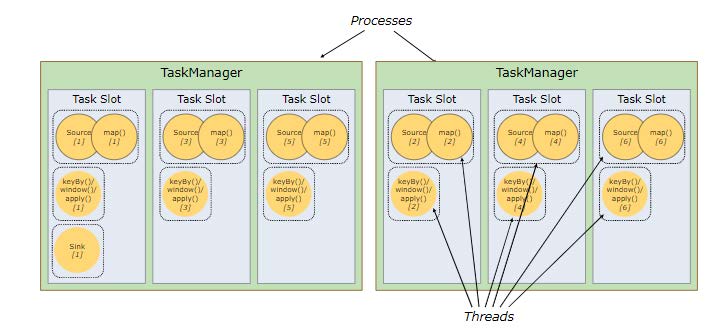 Processes
TaskManager
Task Slot
Source
[1]
map()
[1]
keyBy()/
window()/
apply()
[1]
Sink
[1]
Task Slot
Source
[3]
map()
[3]
keyBy()/
window()/
apply()
[3]
Task Slot
Source
[5]
map()
[5]
keyBy()/
window()/
apply()
[5]
TaskManager
Task Slot
Source
[2]
map()
[2]
keyBy()/
window()/
apply()
[2]
Task Slot
Source
[4]
map()
[4]
keyBy()/
window()/
apply()
[4]
Task Slot
Source
[6]
map()
[6]
keyBy()/
window()/
apply()
[6]
Threads